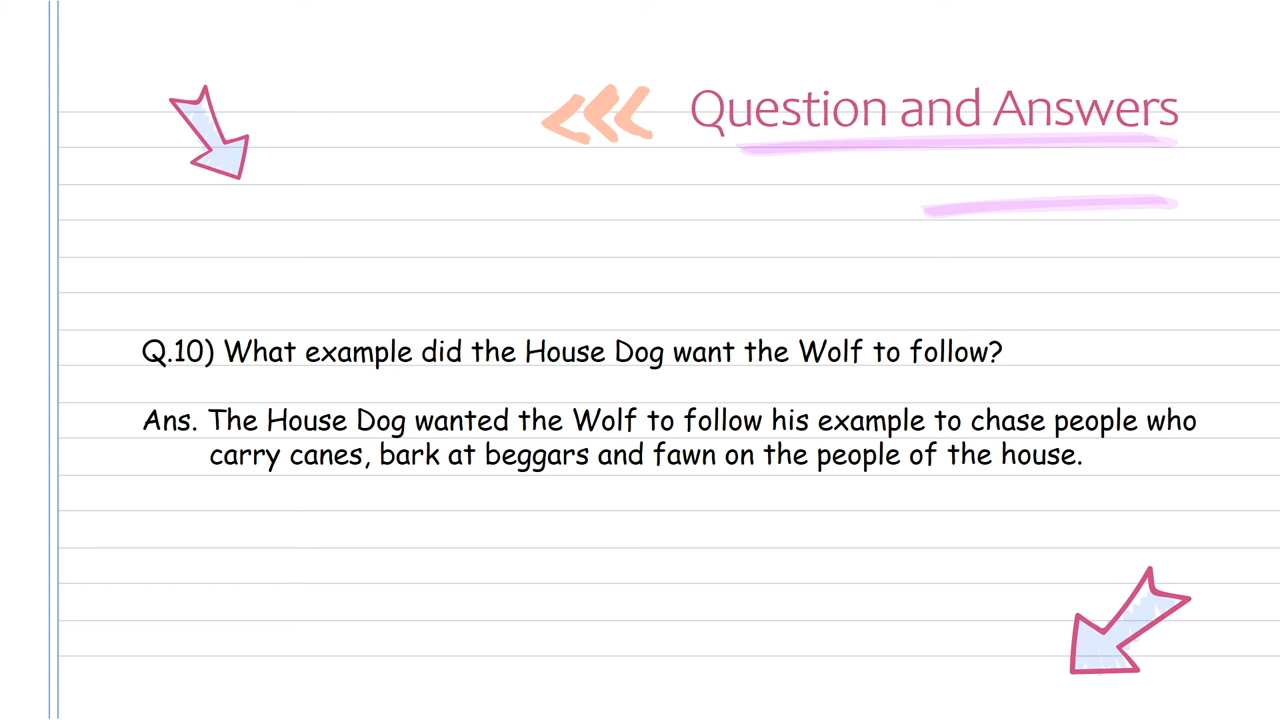 Question and Answers
Q.10) What example did the House Dog want the Wolf to follow?
Ans. The House Dog wanted the Wolf to follow his example to chase people who
carry canes, bark at beggars and fawn on the people of the house.